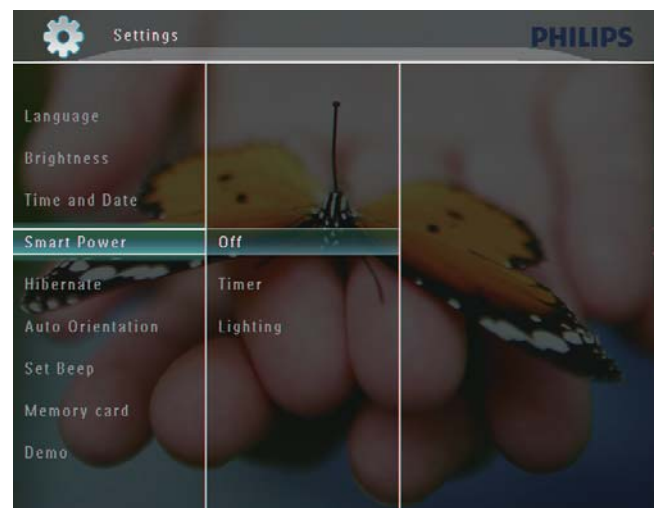 Settings
PHILIPS
Language
Brightness
Time and Date
Smart Power
Hibernate
Auto Orientation
Set Beep
Memory card
Demo
Off
Timer
Lighting